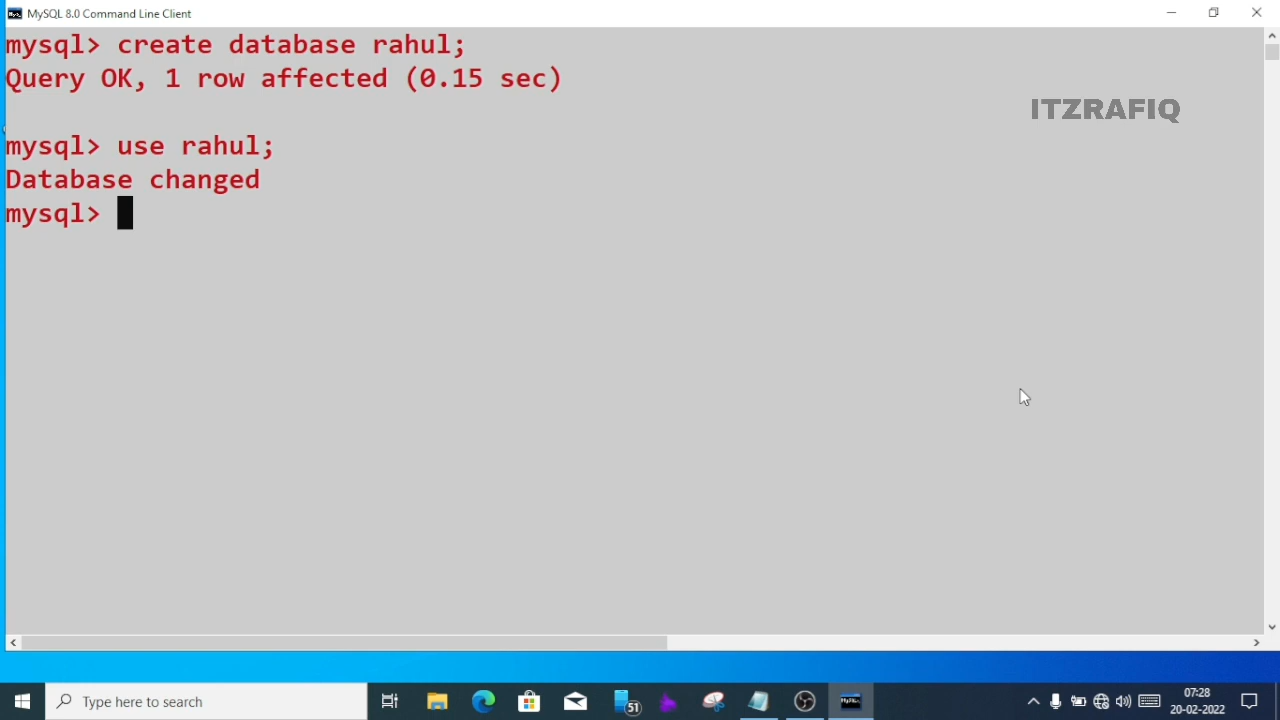 MySQL 8.0 Command Line Client
mysql> create database rahul;
Query OK, 1 row affected (0.15 sec)
ITZRAFIQ
mysql> use rahul;
Database changed
mysql>
Type here to search
51
07:28
20-02-2022